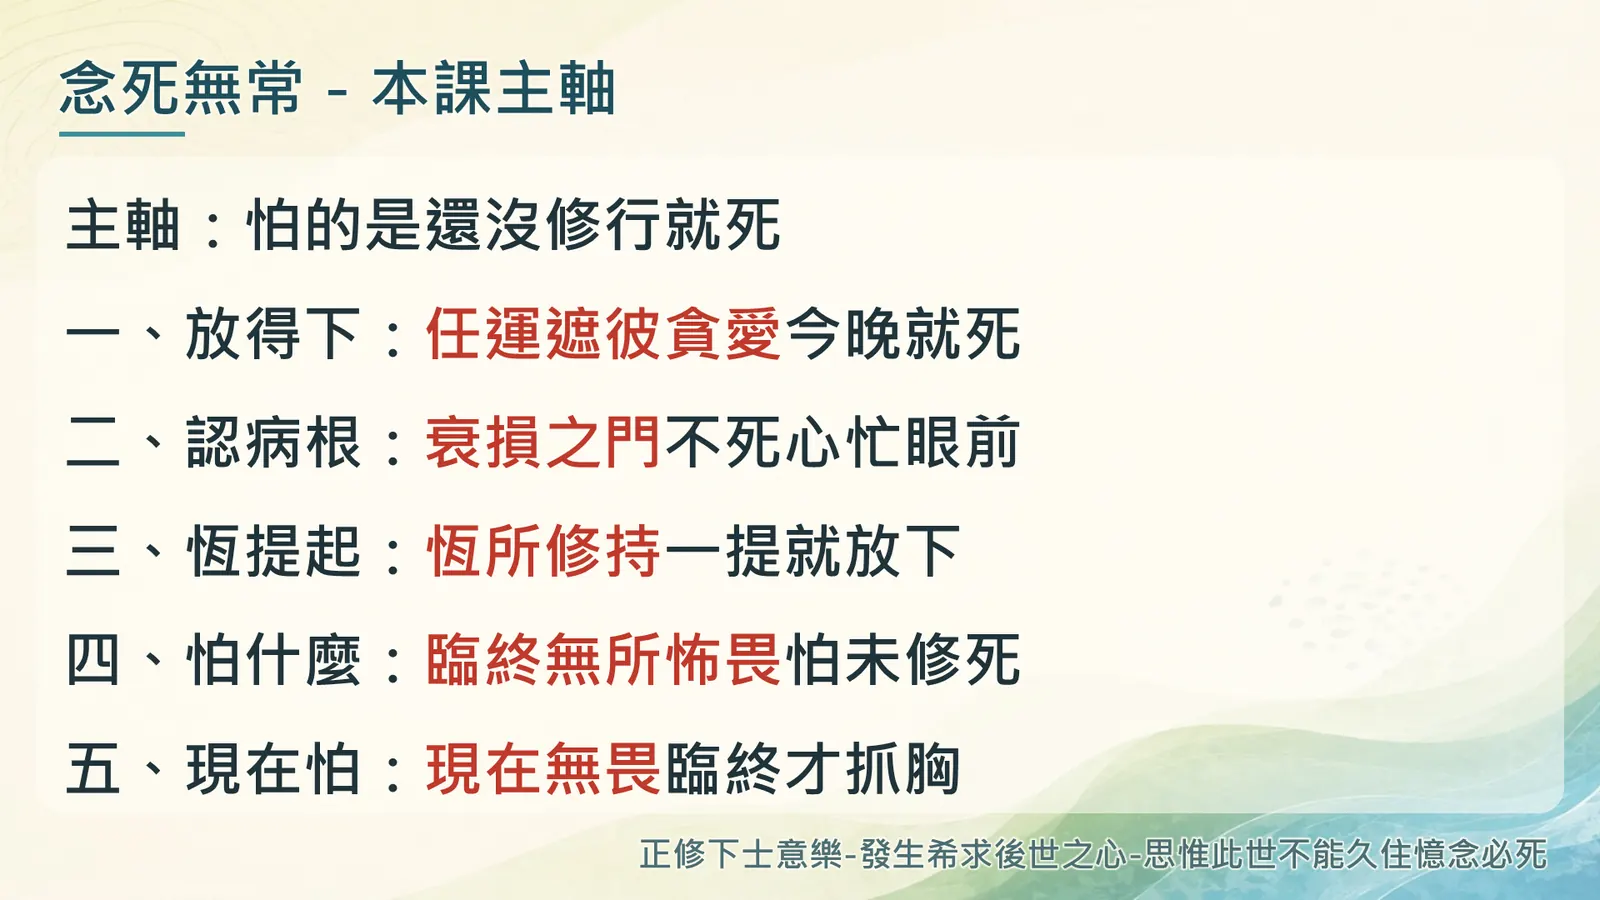 念死無常 - 本課主軸
主軸：怕的是還沒修行就死
一、放得下：任運遮彼貪愛今晚就死
二、認病根：衰損之門不死心忙眼前
三、恆提起：恆所修持一提就放下
四、怕什麼：臨終無所怖畏怕未修死
五、現在怕：現在無畏臨終才抓胸
正修下士意樂-發生希求後世之心-思惟此世不能久住憶念必死